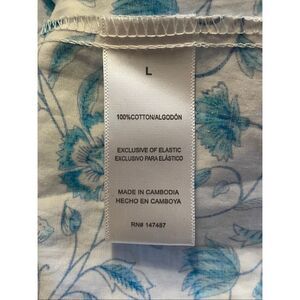 L
100%COTTON/ALGODÓN
EXCLUSIVE OF ELASTIC
EXCLUSIVO PARA ELÁSTICO
MADE IN CAMBODIA
HECHO EN CAMBOYA
RN# 147487